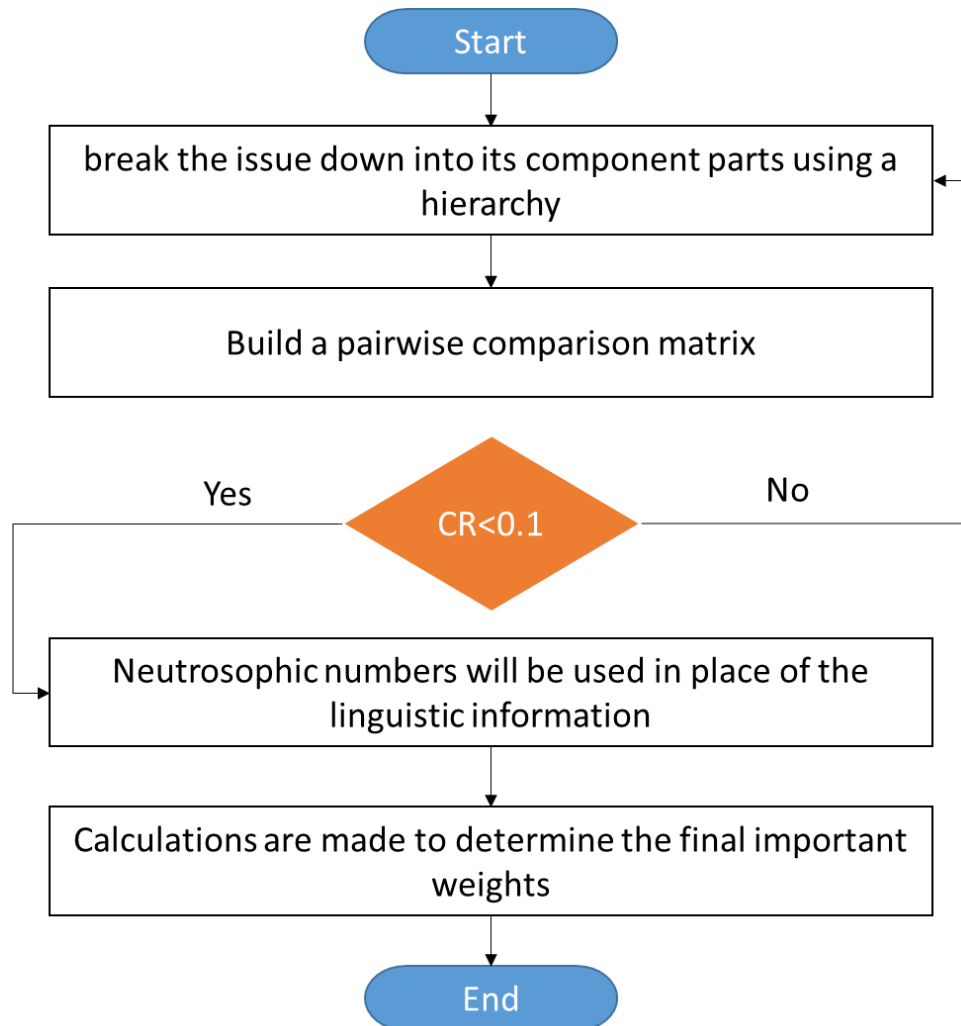 Start
break the issue down into its component parts using a
hierarchy
Build a pairwise comparison matrix
Yes
No
CR<0.1
Neutrosophic numbers will be used in place of the
linguistic information
Calculations are made to determine the final important
weights
End